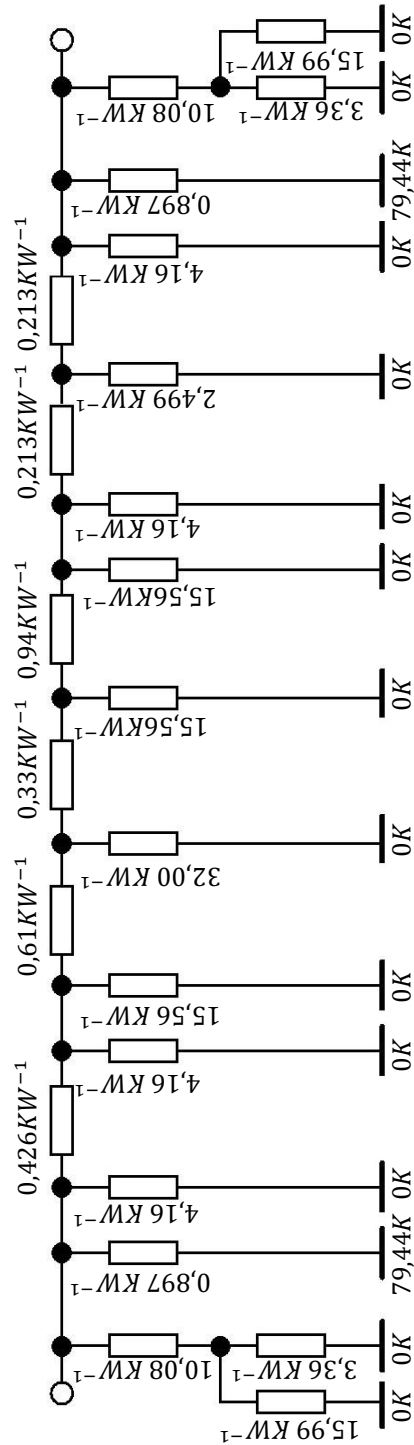 0,426KW⁻¹
0,61KW⁻¹
0,33KW⁻¹
0,94KW⁻¹
0,213KW⁻¹
0,213KW⁻¹
10,08 KW⁻¹
15,99 KW⁻¹
3,36 KW⁻¹
0,897 KW⁻¹
4,16 KW⁻¹
4,16 KW⁻¹
15,56 KW⁻¹
32,00 KW⁻¹
15,56KW⁻¹
15,56KW⁻¹
4,16 KW⁻¹
2,499 KW⁻¹
4,16 KW⁻¹
0,897 KW⁻¹
10,08 KW⁻¹
3,36 KW⁻¹
15,99 KW⁻¹
0K
0K
79,44K
0K
0K
0K
0K
0K
0K
0K
0K
0K
79,44K
0K
0K